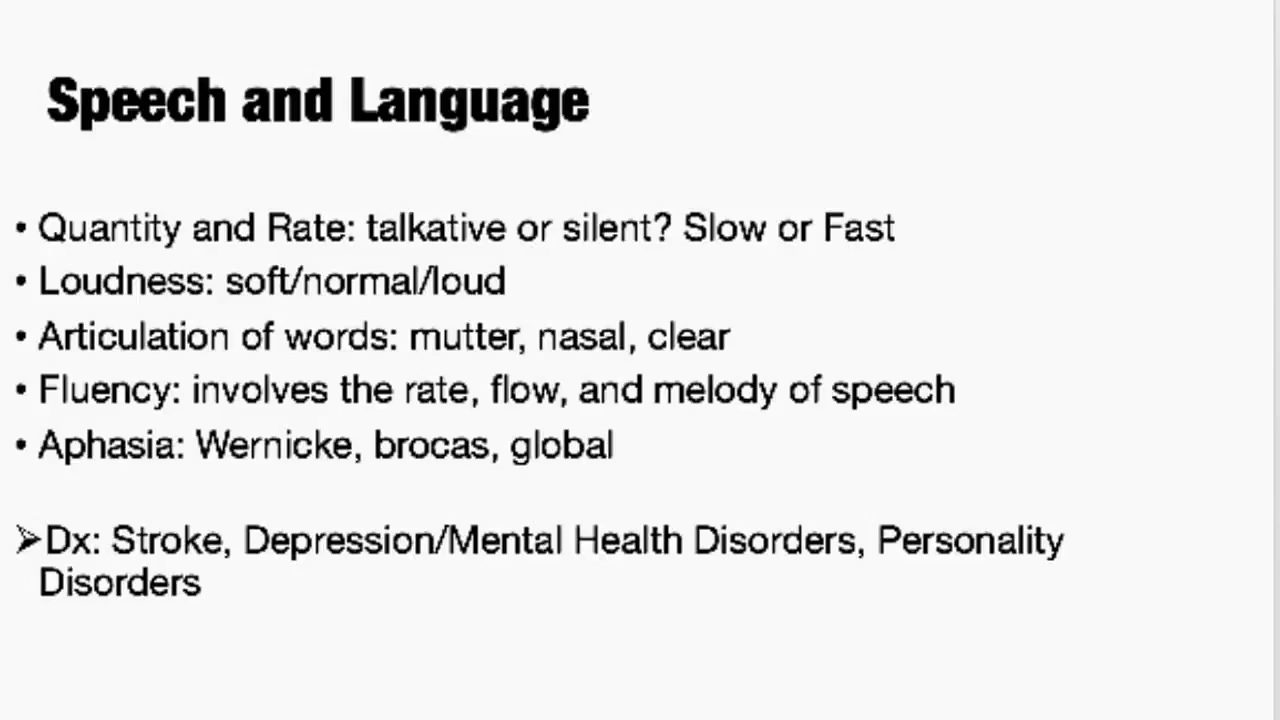 Speech and Language
• Quantity and Rate: talkative or silent? Slow or Fast
• Loudness: soft/normal/loud
• Articulation of words: mutter, nasal, clear
• Fluency: involves the rate, flow, and melody of speech
• Aphasia: Wernicke, brocas, global
➢Dx: Stroke, Depression/Mental Health Disorders, Personality
Disorders